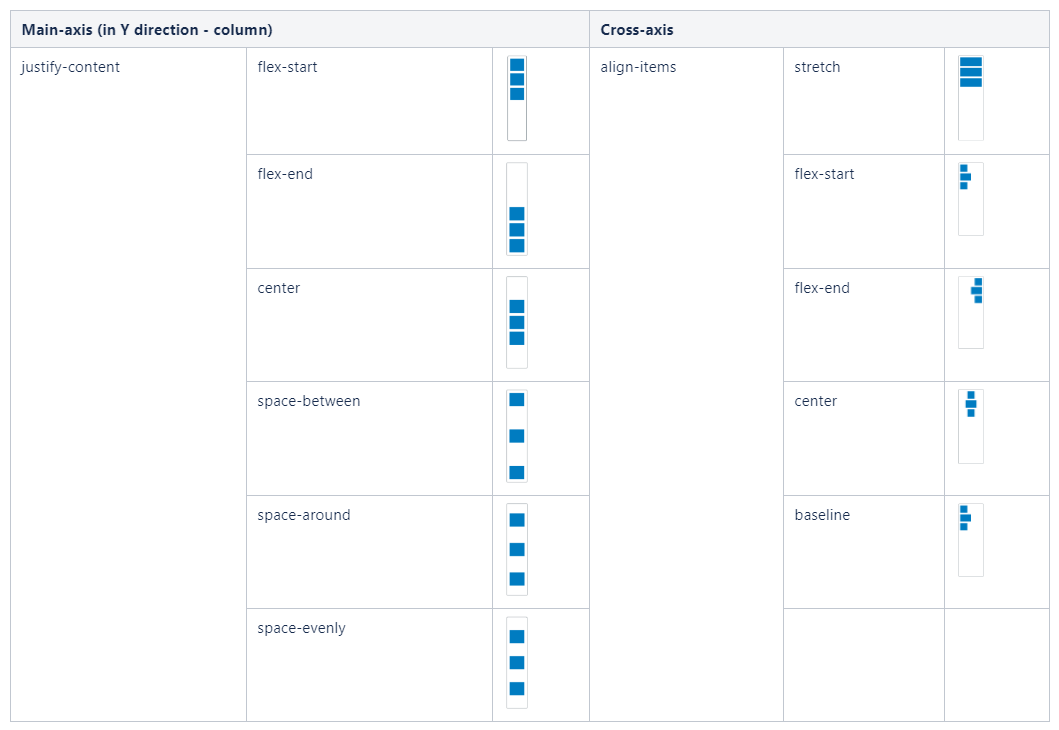 Main-axis (in Y direction - column) Cross-axis
justify-content flex-start align-items stretch
flex-end flex-start
center flex-end
space-between center
space-around baseline
space-evenly